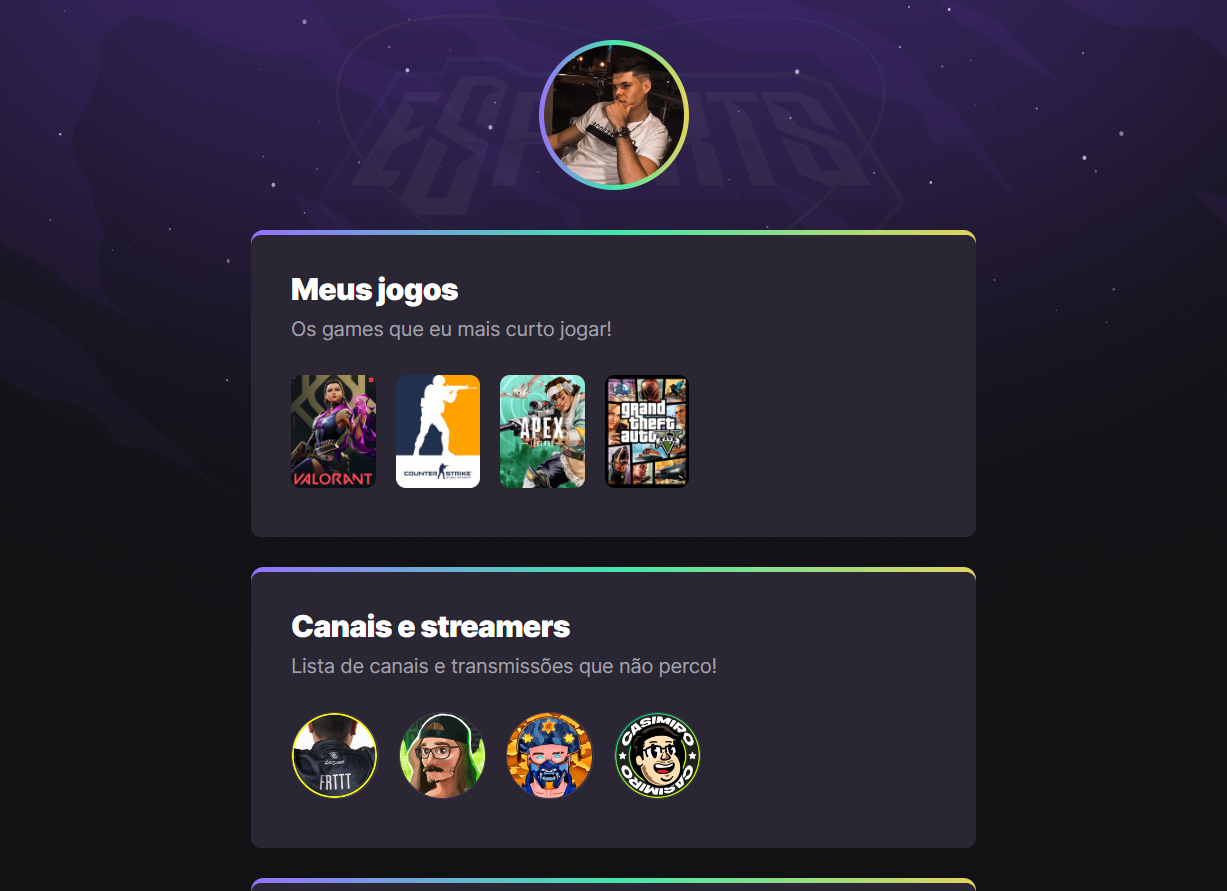 ESPORTS
Meus jogos
Os games que eu mais curto jogar!
VALORANT
COUNTER STRIKE
APEX
LEGENDS
grand
theft
auto
V
Canais e streamers
Lista de canais e transmissões que não perco!
FRTTT
CASIMIRO
CASIMIRO